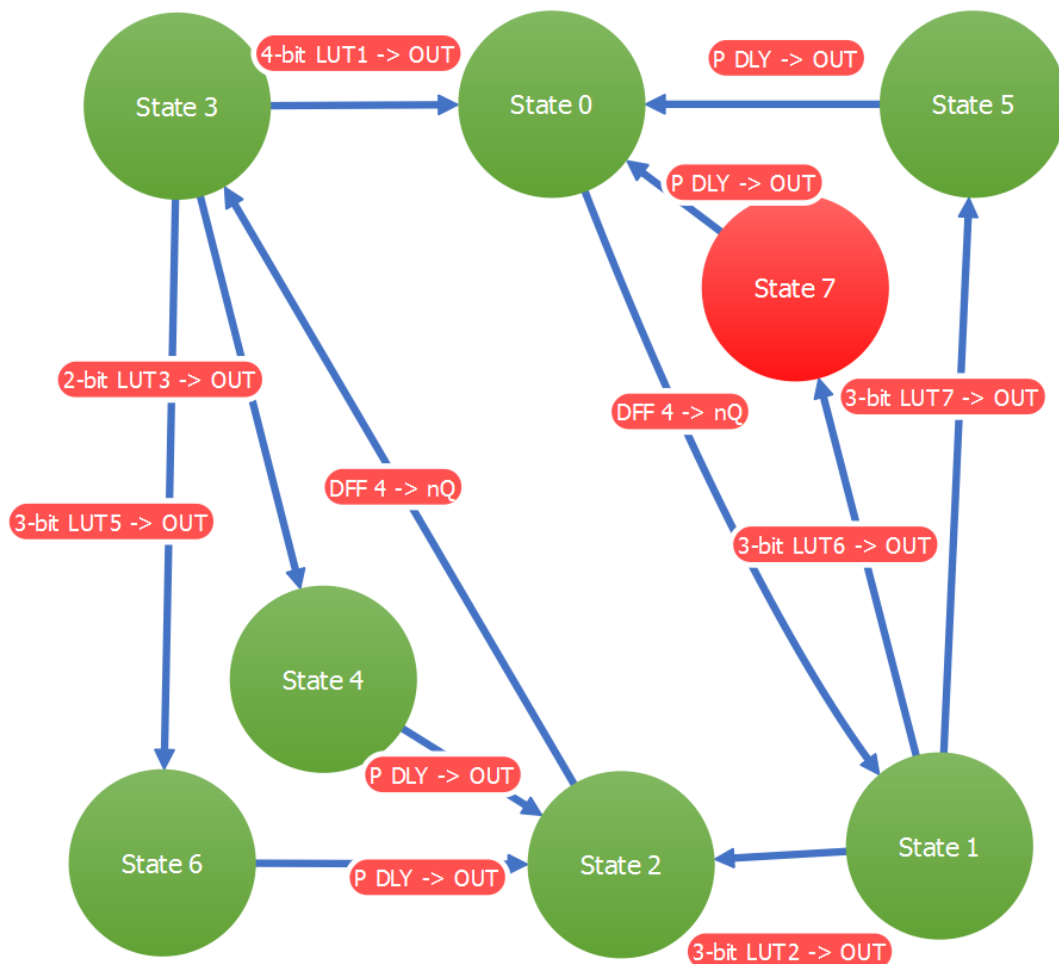 4-bit LUT1 -> OUT
P DLY -> OUT
State 3
State 0
State 5
P DLY -> OUT
State 7
2-bit LUT3 -> OUT
3-bit LUT7 -> OUT
DFF 4 -> nQ
DFF 4 -> nQ
3-bit LUT5 -> OUT
3-bit LUT6 -> OUT
State 4
P DLY -> OUT
State 1
State 6
State 2
P DLY -> OUT
3-bit LUT2 -> OUT